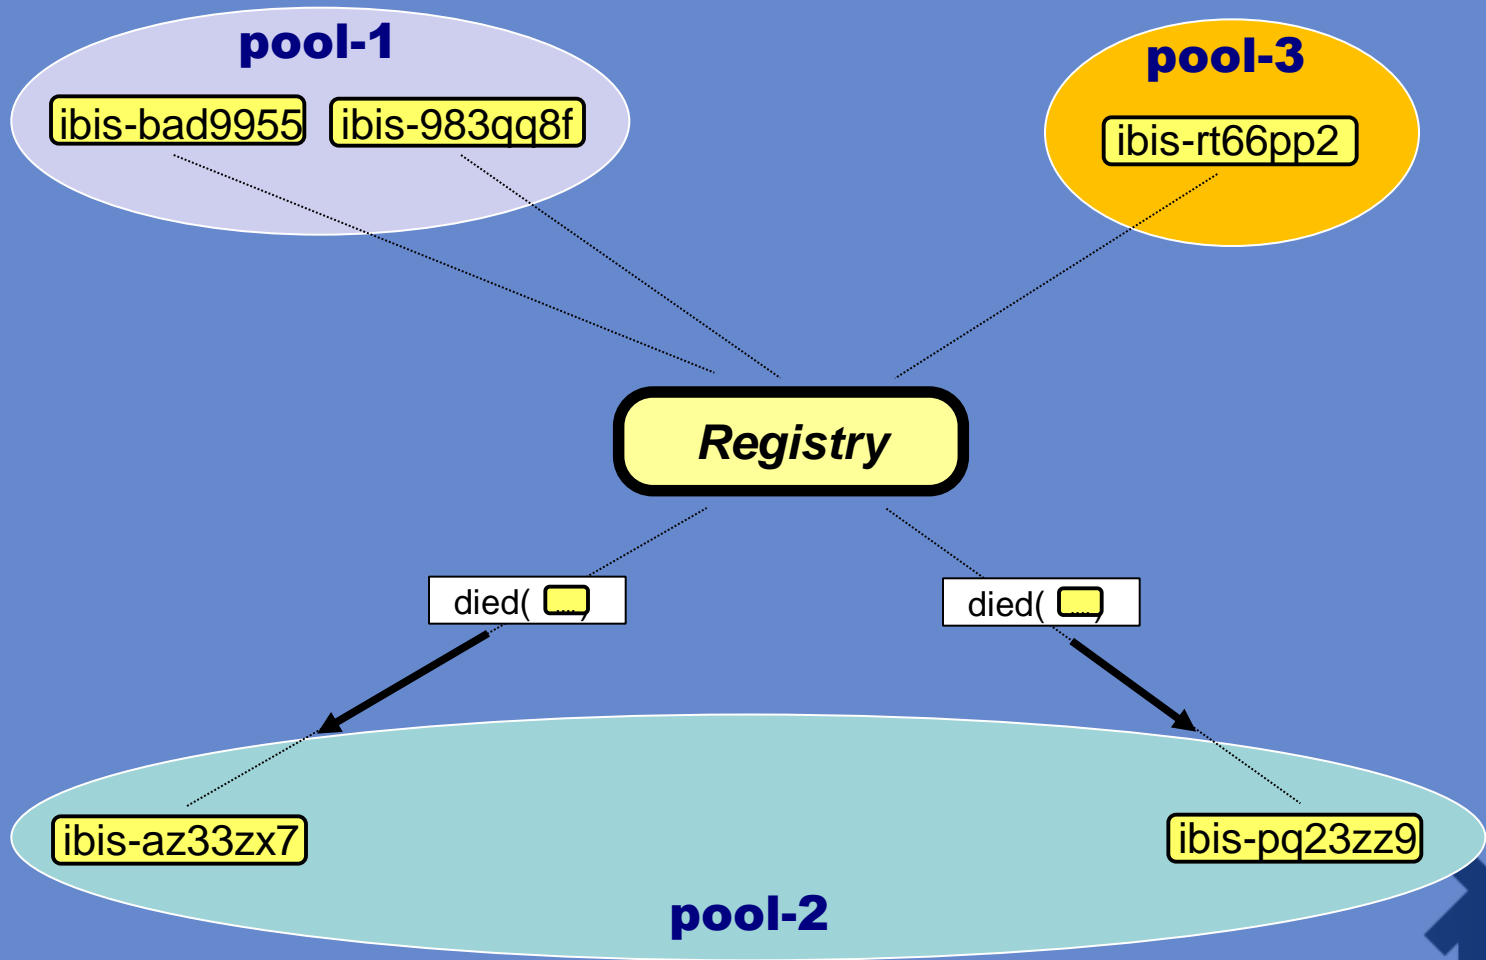 pool-1
pool-3
ibis-bad9955
ibis-983qq8f
ibis-rt66pp2
Registry
died( .... )
died( .... )
ibis-az33zx7
ibis-pq23zz9
pool-2